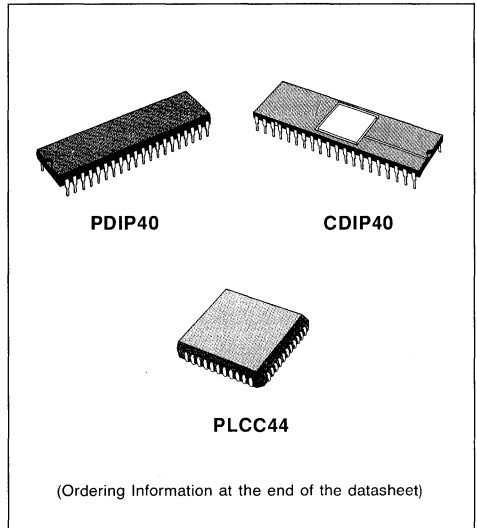 PDIP40
CDIP40
PLCC44
(Ordering Information at the end of the datasheet)